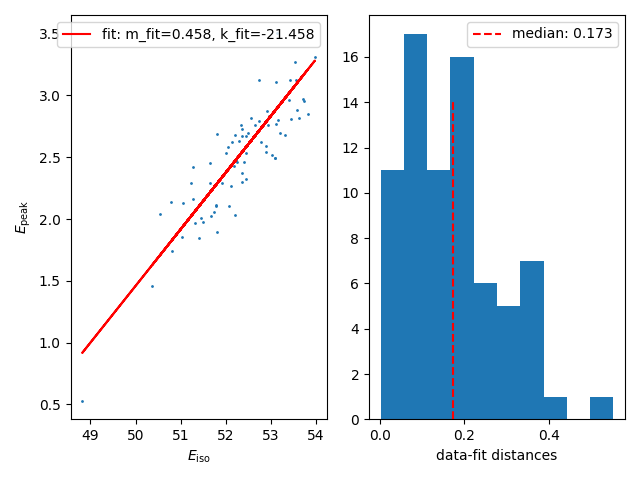 fit: m_fit=0.458, k_fit=-21.458
3.5
3.0
2.5
2.0
1.5
1.0
0.5
E_peak
49 50 51 52 53 54
E_iso
median: 0.173
16
14
12
10
8
6
4
2
0
0.0 0.2 0.4
data-fit distances